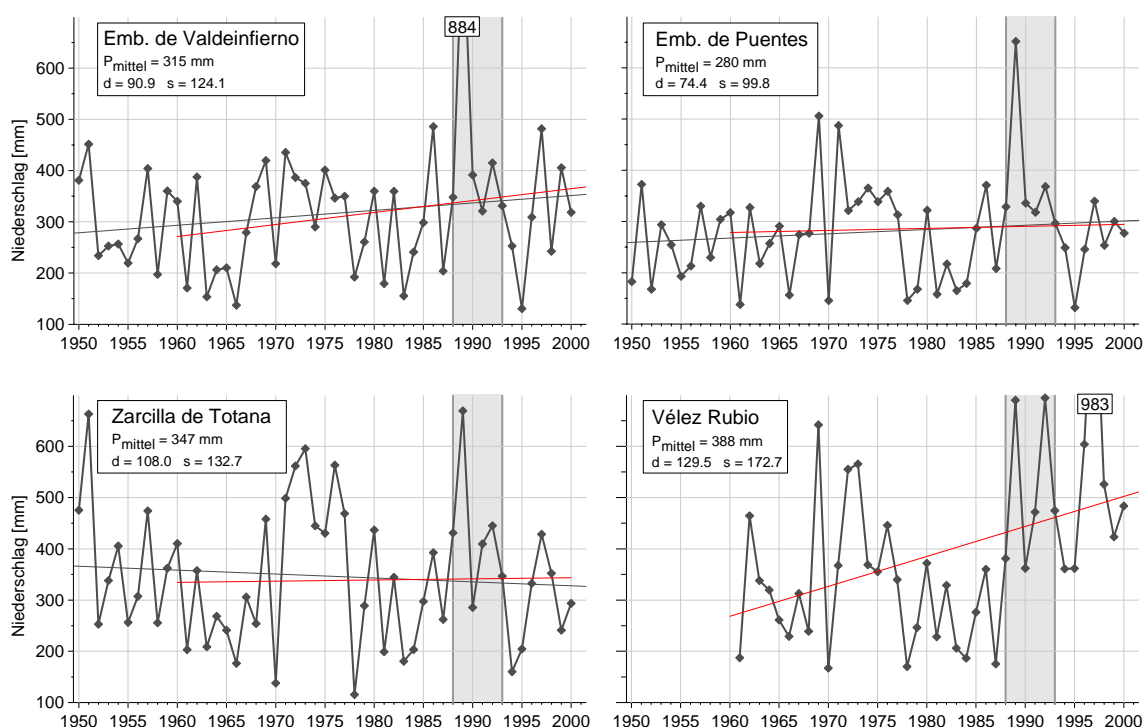 884
Emb. de Valdeinfierno
Pmittel = 315 mm
d = 90.9 s = 124.1
Niederschlag [mm]
600
500
400
300
200
100
1950 1955 1960 1965 1970 1975 1980 1985 1990 1995 2000
Emb. de Puentes
Pmittel = 280 mm
d = 74.4 s = 99.8
1950 1955 1960 1965 1970 1975 1980 1985 1990 1995 2000
Zarcilla de Totana
Pmittel = 347 mm
d = 108.0 s = 132.7
Niederschlag [mm]
600
500
400
300
200
100
1950 1955 1960 1965 1970 1975 1980 1985 1990 1995 2000
983
Vélez Rubio
Pmittel = 388 mm
d = 129.5 s = 172.7
1950 1955 1960 1965 1970 1975 1980 1985 1990 1995 2000